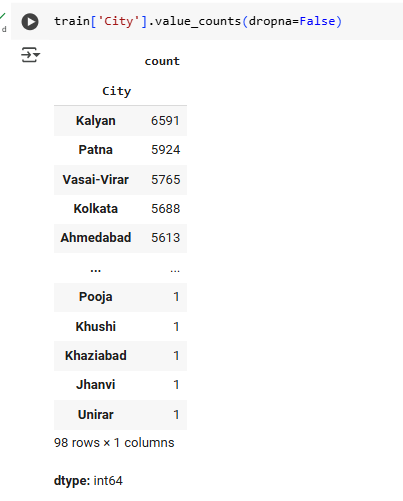 train['City'].value_counts(dropna=False)
d
count
City
Kalyan 6591
Patna 5924
Vasai-Virar 5765
Kolkata 5688
Ahmedabad 5613
... ...
Pooja 1
Khushi 1
Khaziabad 1
Jhanvi 1
Unirar 1
98 rows × 1 columns
dtype: int64